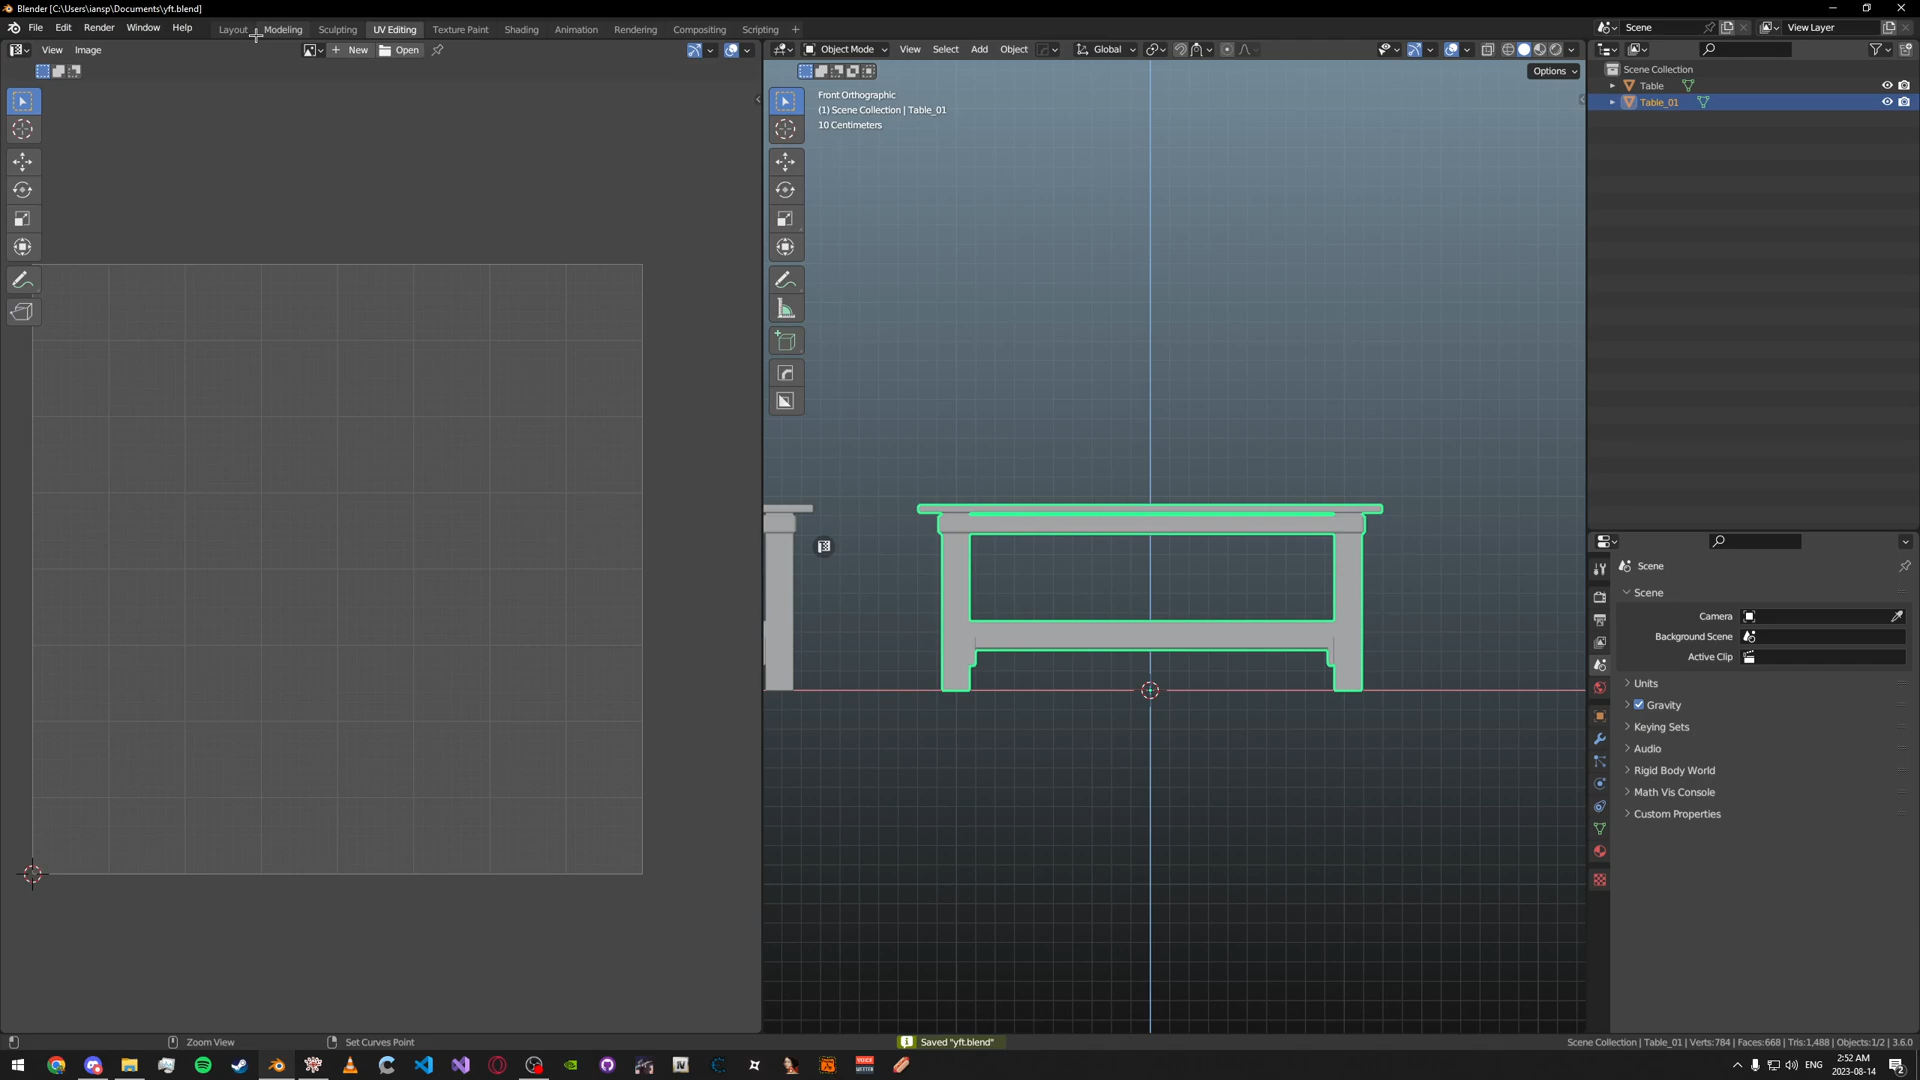 Blender [C:\Users\iansp\Documents\yft.blend]
File Edit Render Window Help Layout Modeling Sculpting UV Editing Texture Paint Shading Animation Rendering Compositing Scripting +
Scene View Layer
View Image New Open
Object Mode View Select Add Object Global
Options
Scene Collection
Table
Table_01
Front Orthographic
(1) Scene Collection | Table_01
10 Centimeters
Scene
Scene
Camera
Background Scene
Active Clip
Units
Gravity
Keying Sets
Audio
Rigid Body World
Math Vis Console
Custom Properties
Zoom View Set Curves Point Saved "yft.blend" Scene Collection | Table_01 | Verts:784 | Faces:668 | Tris:1,488 | Objects:1/2 | 3.6.0
ENG
2:52 AM
2023-08-14